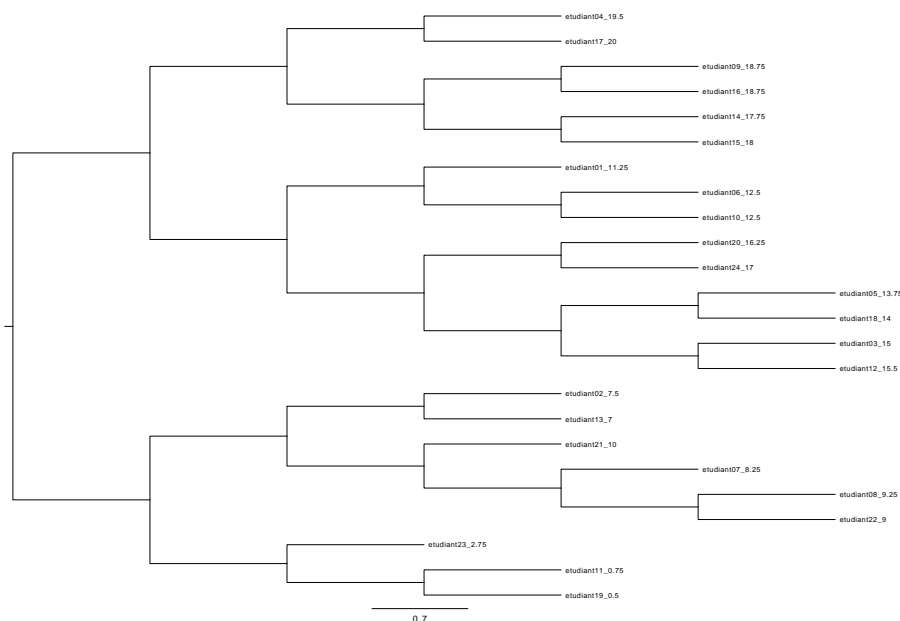 etudiant04_19.5
etudiant17_20
etudiant09_18.75
etudiant16_18.75
etudiant14_17.75
etudiant15_18
etudiant01_11.25
etudiant06_12.5
etudiant10_12.5
etudiant20_16.25
etudiant24_17
etudiant05_13.75
etudiant18_14
etudiant03_15
etudiant12_15.5
etudiant02_7.5
etudiant13_7
etudiant21_10
etudiant07_8.25
etudiant08_9.25
etudiant22_9
etudiant23_2.75
etudiant11_0.75
etudiant19_0.5
0.7